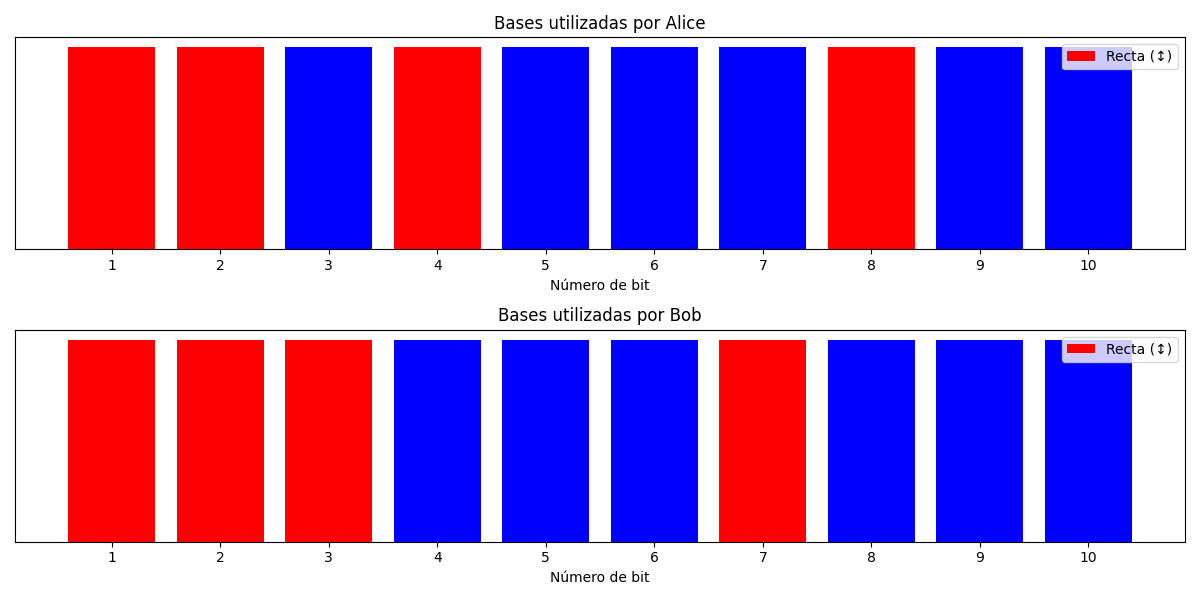 Bases utilizadas por Alice
Recta (↕)
1 2 3 4 5 6 7 8 9 10
Número de bit
Bases utilizadas por Bob
Recta (↕)
1 2 3 4 5 6 7 8 9 10
Número de bit